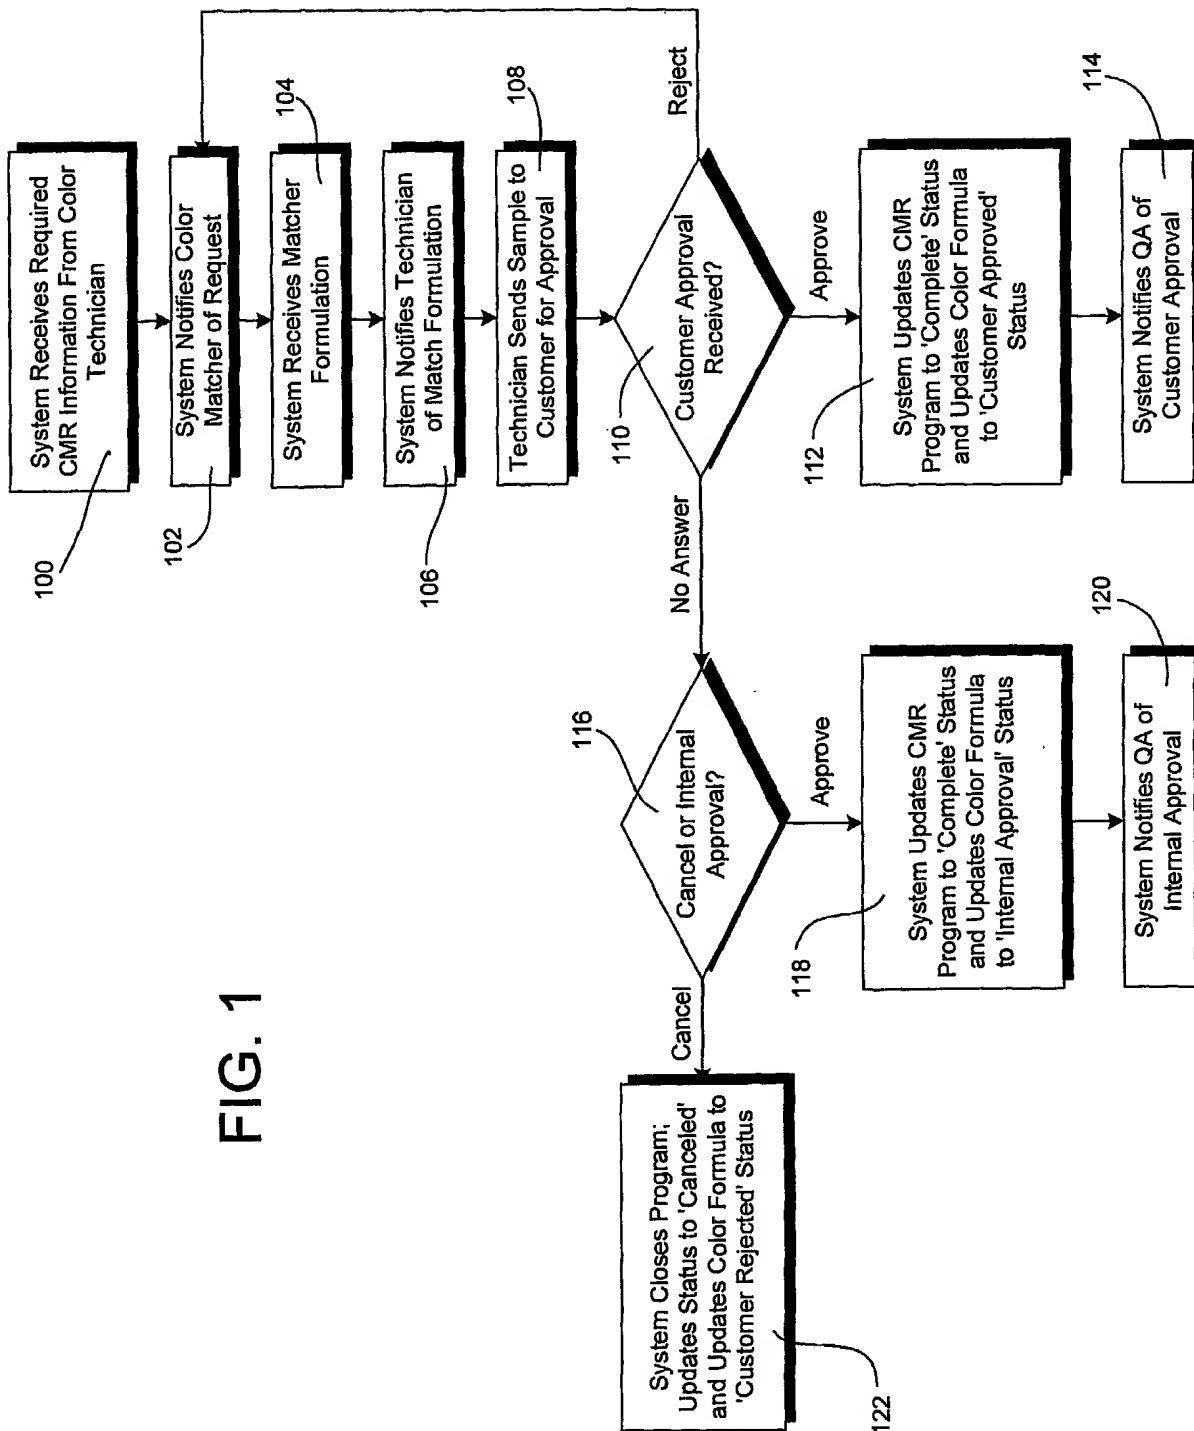 System Receives Required
CMR Information From Color
Technician
100
System Notifies Color
Matcher of Request
102
System Receives Matcher
Formulation
104
System Notifies Technician
of Match Formulation
106
Technician Sends Sample to
Customer for Approval
108
Customer Approval
Received?
110
Reject
No Answer
Approve
System Updates CMR
Program to 'Complete' Status
and Updates Color Formula
to 'Customer Approved'
Status
112
System Notifies QA of
Customer Approval
114
Cancel or Internal
Approval?
116
Cancel
Approve
System Updates CMR
Program to 'Complete' Status
and Updates Color Formula
to 'Internal Approval' Status
118
System Notifies QA of
Internal Approval
120
System Closes Program;
Updates Status to 'Canceled'
and Updates Color Formula to
'Customer Rejected' Status
122
FIG. 1